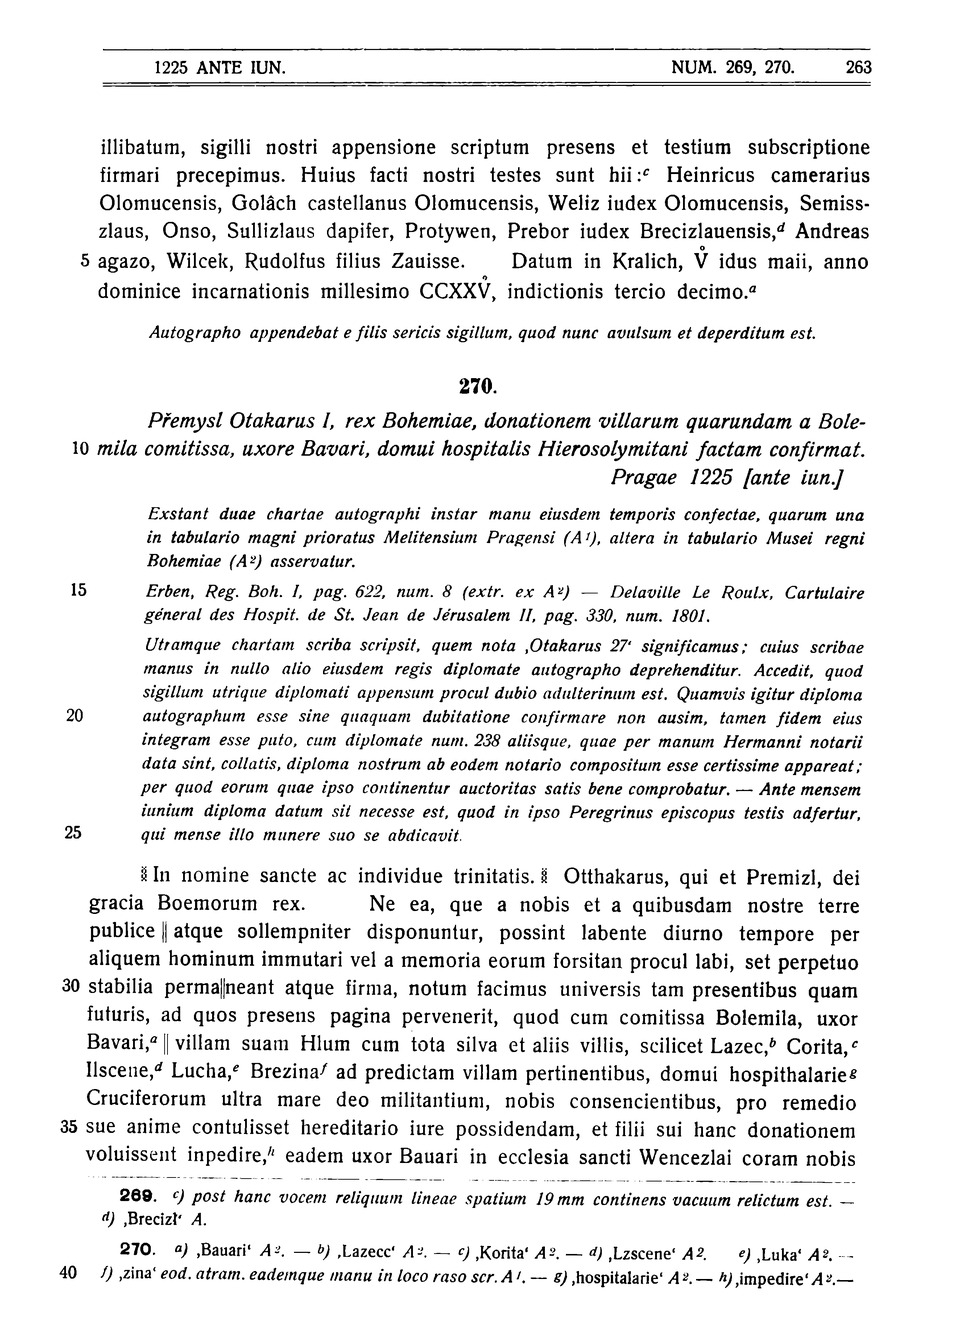 1225 ANTE IUN. NUM. 269, 270. 263
illibatum, sigilli nostri appensione scriptum presens et testium subscriptione
firmari precepimus. Huius facti nostri testes sunt hii:ᶜ Heinricus camerarius
Olomucensis, Golâch castellanus Olomucensis, Weliz iudex Olomucensis, Semiss-
zlaus, Onso, Sullizlaus dapifer, Protywen, Prebor iudex Brecizlauensis,ᵈ Andreas
5 agazo, Wilcek, Rudolfus filius Zauisse. Datum in Kralich, V̊ idus maii, anno
dominice incarnationis millesimo CCXXV̊, indictionis tercio decimo.ᵃ
Autographo appendebat e filis sericis sigillum, quod nunc avulsum et deperditum est.
270.
Přemysl Otakarus I, rex Bohemiae, donationem villarum quarundam a Bole-
10 mila comitissa, uxore Bavari, domui hospitalis Hierosolymitani factam confirmat.
Pragae 1225 [ante iun.]
Exstant duae chartae autographi instar manu eiusdem temporis confectae, quarum una
in tabulario magni prioratus Melitensium Pragensi (A¹), altera in tabulario Musei regni
Bohemiae (A²) asservatur.
15 Erben, Reg. Boh. I, pag. 622, num. 8 (extr. ex A²) — Delaville Le Roulx, Cartulaire
géneral des Hospit. de St. Jean de Jérusalem II, pag. 330, num. 1801.
Utramque chartam scriba scripsit, quem nota ‚Otakarus 27‘ significamus; cuius scribae
manus in nullo alio eiusdem regis diplomate autographo deprehenditur. Accedit, quod
sigillum utrique diplomati appensum procul dubio adulterinum est. Quamvis igitur diploma
20 autographum esse sine quaquam dubitatione confirmare non ausim, tamen fidem eius
integram esse puto, cum diplomate num. 238 aliisque, quae per manum Hermanni notarii
data sint, collatis, diploma nostrum ab eodem notario compositum esse certissime appareat;
per quod eorum quae ipso continentur auctoritas satis bene comprobatur. — Ante mensem
iunium diploma datum sit necesse est, quod in ipso Peregrinus episcopus testis adfertur,
25 qui mense illo munere suo se abdicavit.
In nomine sancte ac individue trinitatis. Otthakarus, qui et Premizl, dei
gracia Boemorum rex. Ne ea, que a nobis et a quibusdam nostre terre
publice || atque sollempniter disponuntur, possint labente diurno tempore per
aliquem hominum immutari vel a memoria eorum forsitan procul labi, set perpetuo
30 stabilia perma||neant atque firma, notum facimus universis tam presentibus quam
futuris, ad quos presens pagina pervenerit, quod cum comitissa Bolemila, uxor
Bavari,ᵃ || villam suam Hlum cum tota silva et aliis villis, scilicet Lazec,ᵇ Corita,ᶜ
Ilscene,ᵈ Lucha,ᵉ Brezinaᶠ ad predictam villam pertinentibus, domui hospithalarieᵍ
Cruciferorum ultra mare deo militantium, nobis consencientibus, pro remedio
35 sue anime contulisset hereditario iure possidendam, et filii sui hanc donationem
voluissent inpedire,ʰ eadem uxor Bauari in ecclesia sancti Wencezlai coram nobis
269. c) post hanc vocem reliquum lineae spatium 19 mm continens vacuum relictum est. —
d) ‚Brecizł‘ A.
270. a) ‚Bauari‘ A². — b) ‚Lazecc‘ A². — c) ‚Korita‘ A². — d) ‚Lzscene‘ A². e) ‚Luka‘ A². —
40 f) ‚zina‘ eod. atram. eademque manu in loco raso scr. A¹. — g) ‚hospitalarie‘ A². — h) ‚impedire‘ A². —